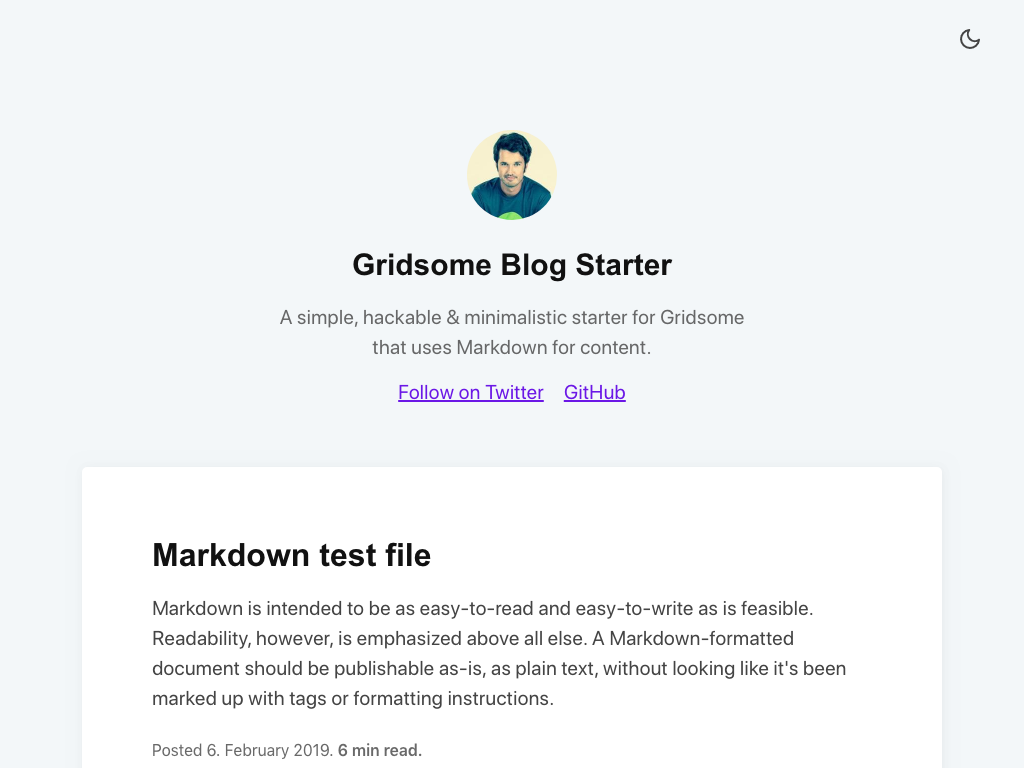 Gridsome Blog Starter
A simple, hackable & minimalistic starter for Gridsome
that uses Markdown for content.
Follow on Twitter GitHub
Markdown test file
Markdown is intended to be as easy-to-read and easy-to-write as is feasible.
Readability, however, is emphasized above all else. A Markdown-formatted
document should be publishable as-is, as plain text, without looking like it's been
marked up with tags or formatting instructions.
Posted 6. February 2019. 6 min read.